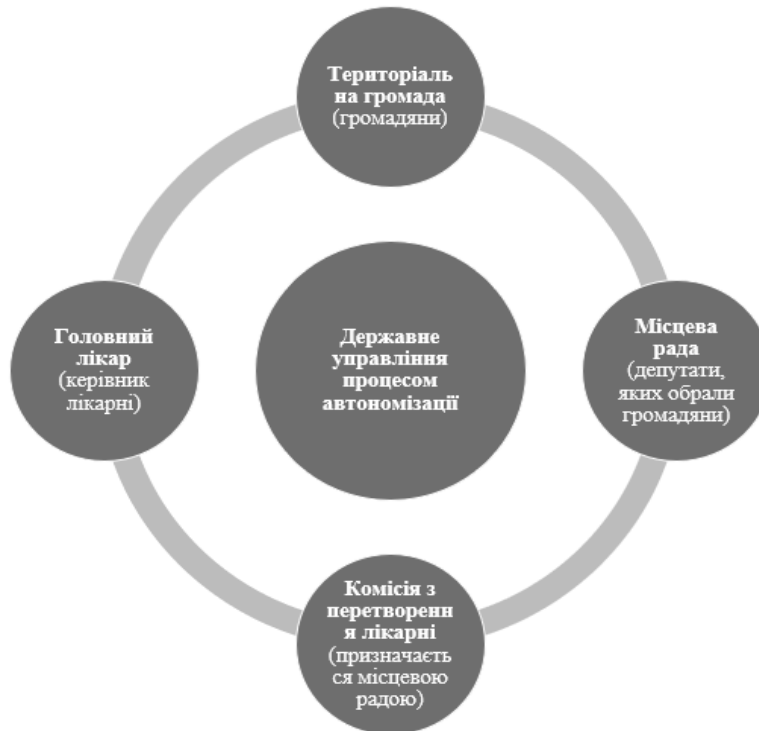 Територіаль
на громада
(громадяни)
Головний
лікар
(керівник
лікарні)
Державне
управління
процесом
автономізації
Місцева
рада
(депутати,
яких обрали
громадяни)
Комісія з
перетворенн
я лікарні
(призначаєть
ся місцевою
радою)